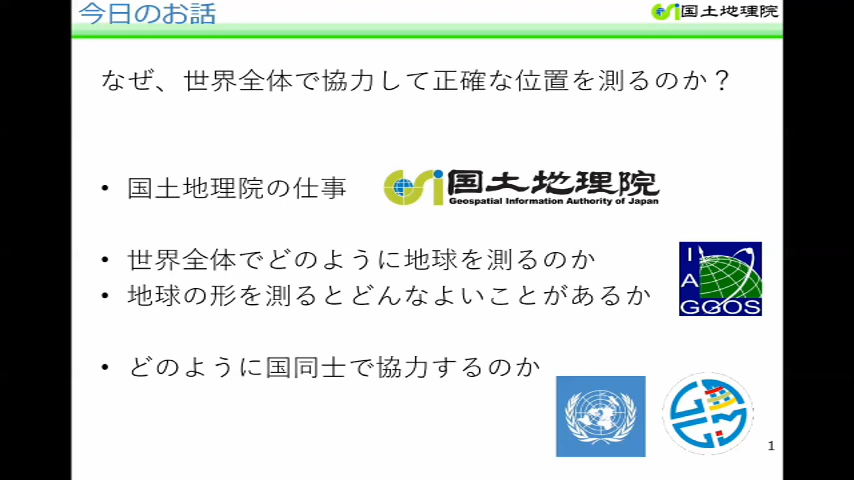 今日のお話
国土地理院
なぜ、世界全体で協力して正確な位置を測るのか？
• 国土地理院の仕事
国土地理院
Geospatial Information Authority of Japan
• 世界全体でどのように地球を測るのか
• 地球の形を測るとどんなよいことがあるか
I
A
GGOS
• どのように国同士で協力するのか
1